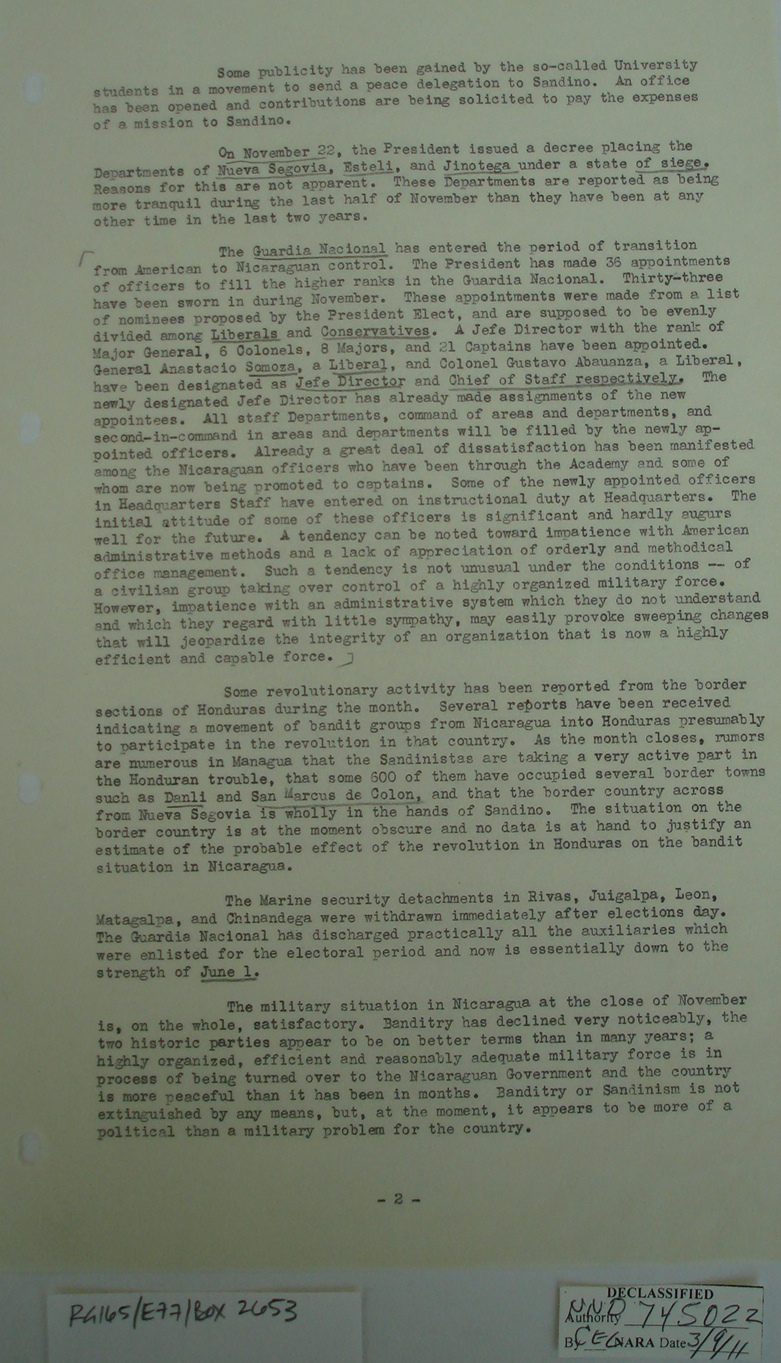 Some publicity has been gained by the so-called University
students in a movement to send a peace delegation to Sandino. An office
has been opened and contributions are being solicited to pay the expenses
of a mission to Sandino.
On November 22, the President issued a decree placing the
Departments of Nueva Segovia, Esteli, and Jinotega under a state of siege.
Reasons for this are not apparent. These Departments are reported as being
more tranquil during the last half of November than they have been at any
other time in the last two years.
The Guardia Nacional has entered the period of transition
from American to Nicaraguan control. The President has made 36 appointments
of officers to fill the higher ranks in the Guardia Nacional. Thirty-three
have been sworn in during November. These appointments were made from a list
of nominees proposed by the President Elect, and are supposed to be evenly
divided among Liberals and Conservatives. A Jefe Director with the rank of
Major General, 6 Colonels, 8 Majors, and 21 Captains have been appointed.
General Anastacio Somoza, a Liberal, and Colonel Gustavo Abauanza, a Liberal,
have been designated as Jefe Director and Chief of Staff respectively. The
newly designated Jefe Director has already made assignments of the new
appointees. All staff Departments, command of areas and departments, and
second-in-command in areas and departments will be filled by the newly ap-
pointed officers. Already a great deal of dissatisfaction has been manifested
among the Nicaraguan officers who have been through the Academy and some of
whom are now being promoted to captains. Some of the newly appointed officers
in Headquarters Staff have entered on instructional duty at Headquarters. The
initial attitude of some of these officers is significant and hardly augurs
well for the future. A tendency can be noted toward impatience with American
administrative methods and a lack of appreciation of orderly and methodical
office management. Such a tendency is not unusual under the conditions -- of
a civilian group taking over control of a highly organized military force.
However, impatience with an administrative system which they do not understand
and which they regard with little sympathy, may easily provoke sweeping changes
that will jeopardize the integrity of an organization that is now a highly
efficient and capable force.
Some revolutionary activity has been reported from the border
sections of Honduras during the month. Several reports have been received
indicating a movement of bandit groups from Nicaragua into Honduras presumably
to participate in the revolution in that country. As the month closes, rumors
are numerous in Managua that the Sandinistas are taking a very active part in
the Honduran trouble, that some 600 of them have occupied several border towns
such as Danli and San Marcus de Colon, and that the border country across
from Nueva Segovia is wholly in the hands of Sandino. The situation on the
border country is at the moment obscure and no data is at hand to justify an
estimate of the probable effect of the revolution in Honduras on the bandit
situation in Nicaragua.
The Marine security detachments in Rivas, Juigalpa, Leon,
Matagalpa, and Chinandega were withdrawn immediately after elections day.
The Guardia Nacional has discharged practically all the auxiliaries which
were enlisted for the electoral period and now is essentially down to the
strength of June 1.
The military situation in Nicaragua at the close of November
is, on the whole, satisfactory. Banditry has declined very noticeably, the
two historic parties appear to be on better terms than in many years; a
highly organized, efficient and reasonably adequate military force is in
process of being turned over to the Nicaraguan Government and the country
is more peaceful than it has been in months. Banditry or Sandinism is not
extinguished by any means, but, at the moment, it appears to be more of a
political than a military problem for the country.
- 2 -
RG165/E77/BOX 2653
DECLASSIFIED
Authority NND 745022
By CEG NARA Date 3/9/11